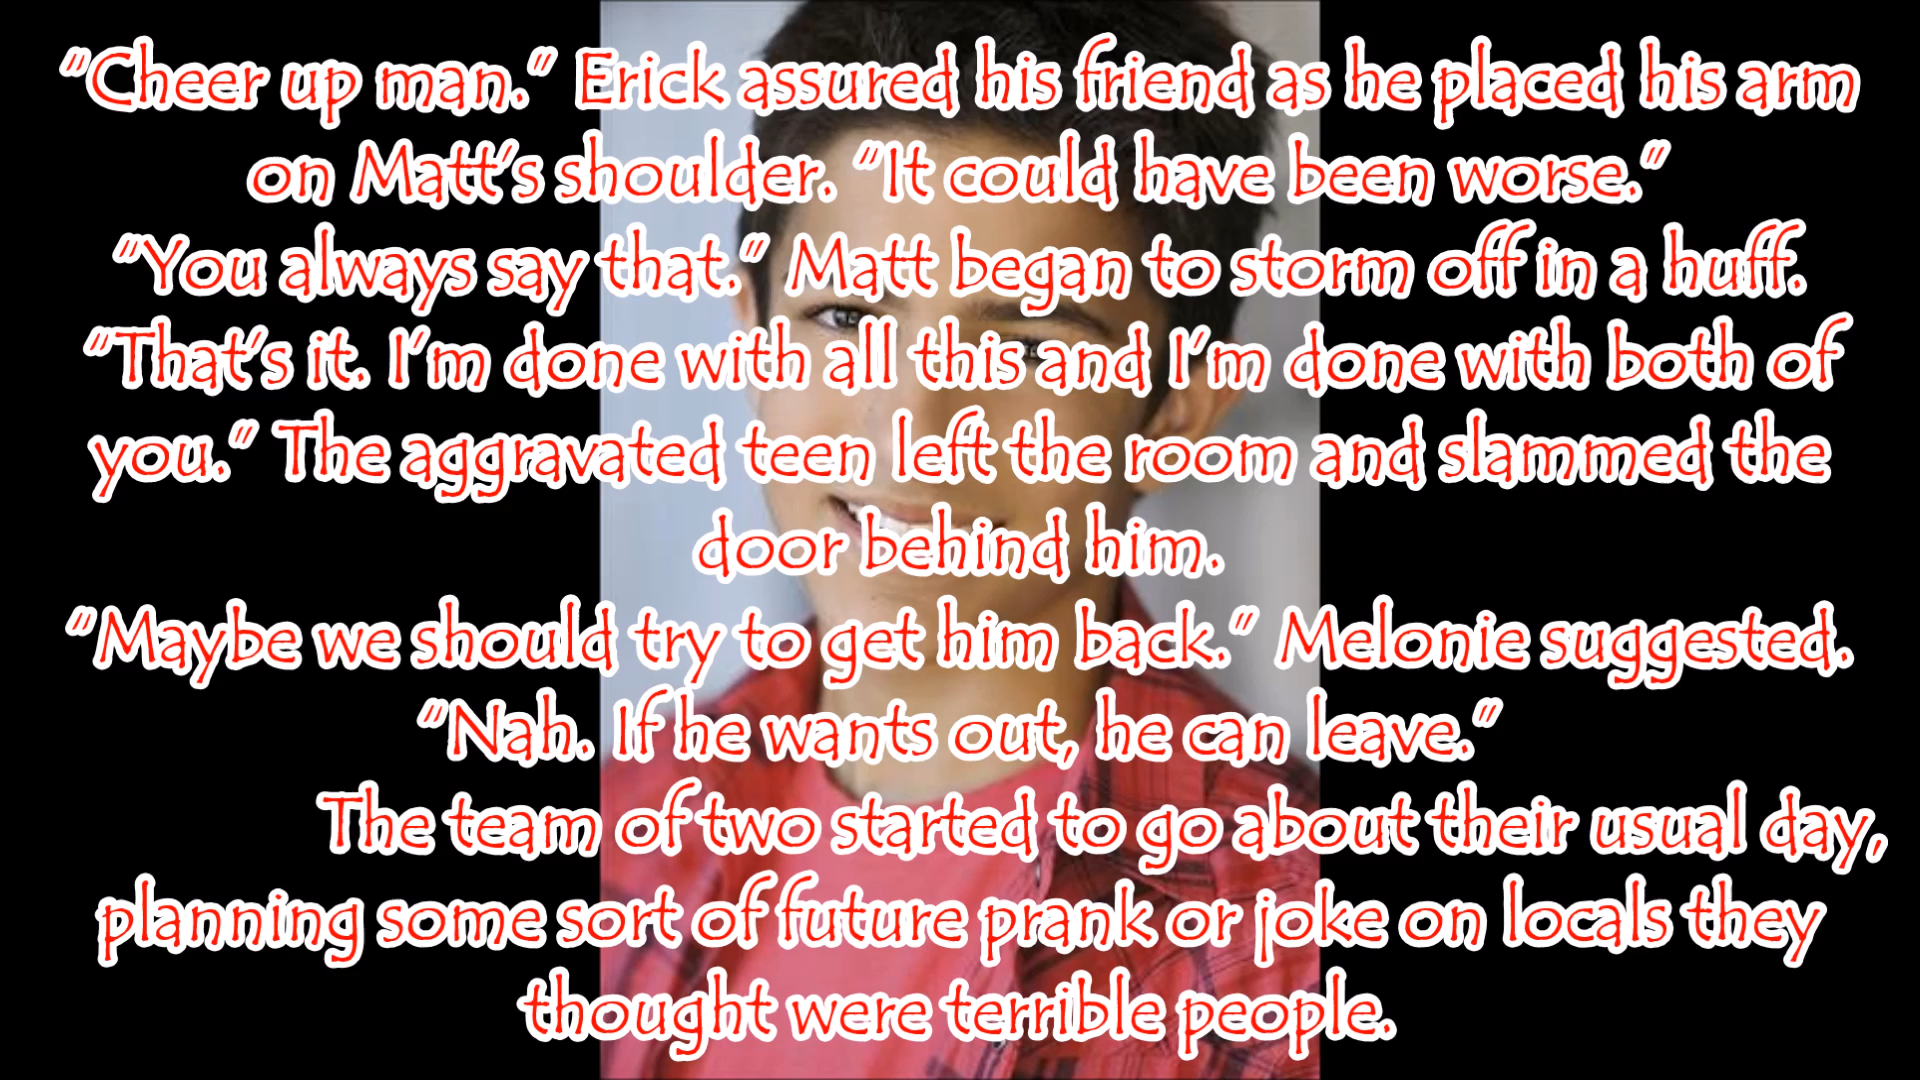 "Cheer up man." Erick assured his friend as he placed his arm
on Matt's shoulder. "It could have been worse."
"You always say that." Matt began to storm off in a huff.
"That's it. I'm done with all this and I'm done with both of
you." The aggravated teen left the room and slammed the
door behind him.
"Maybe we should try to get him back." Melonie suggested.
"Nah. If he wants out, he can leave."
The team of two started to go about their usual day,
planning some sort of future prank or joke on locals they
thought were terrible people.